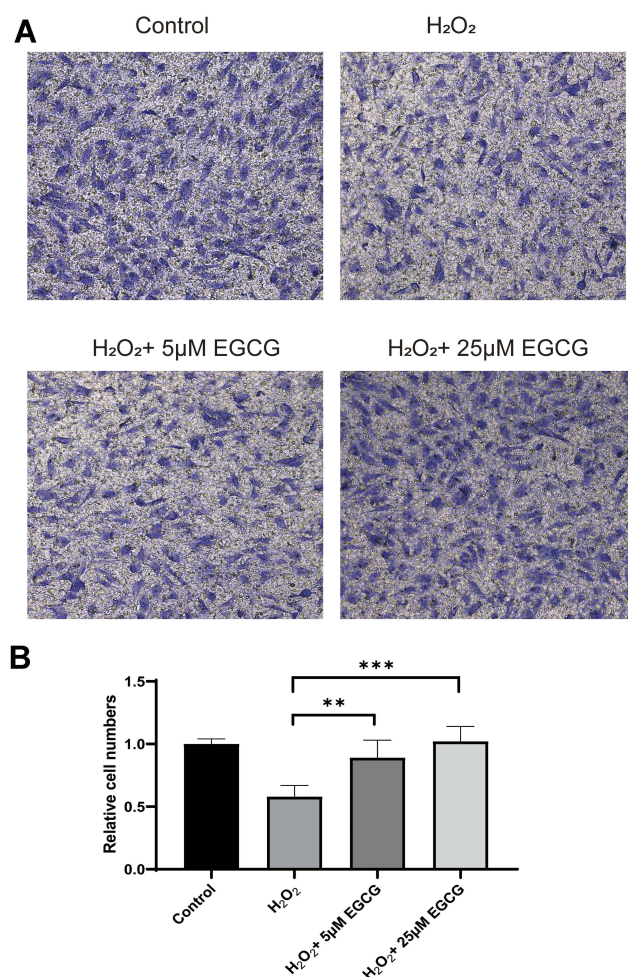 A
Control
H₂O₂
H₂O₂+ 5μM EGCG
H₂O₂+ 25μM EGCG
B
Relative cell numbers
1.5
1.0
0.5
0.0
***
**
Control
H₂O₂
H₂O₂+ 5μM EGCG
H₂O₂+ 25μM EGCG